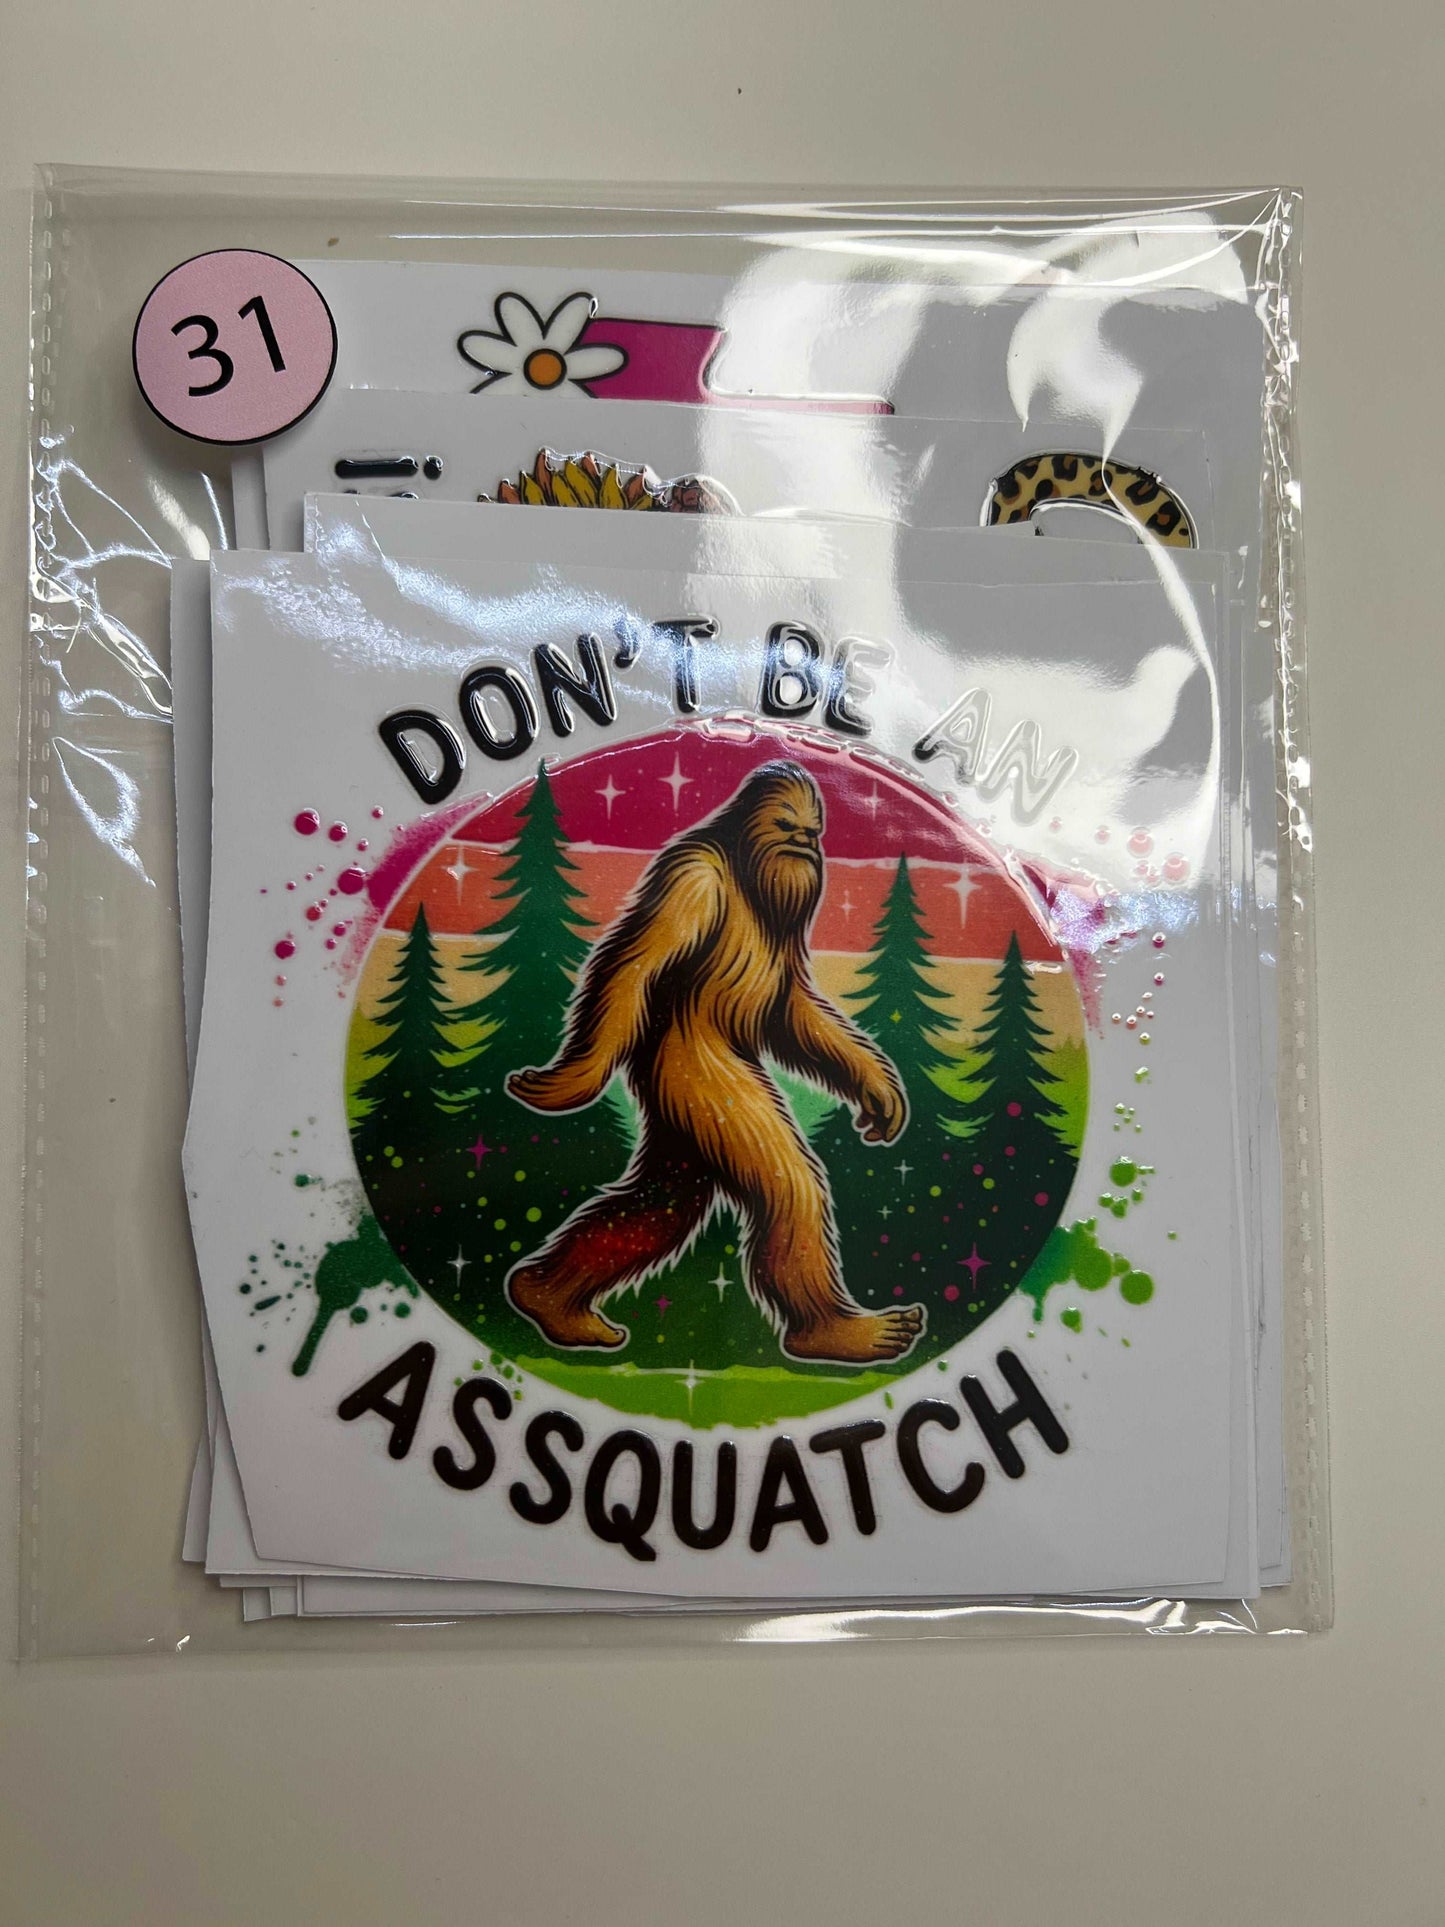 31
DON'T BE AN
ASSQUATCH